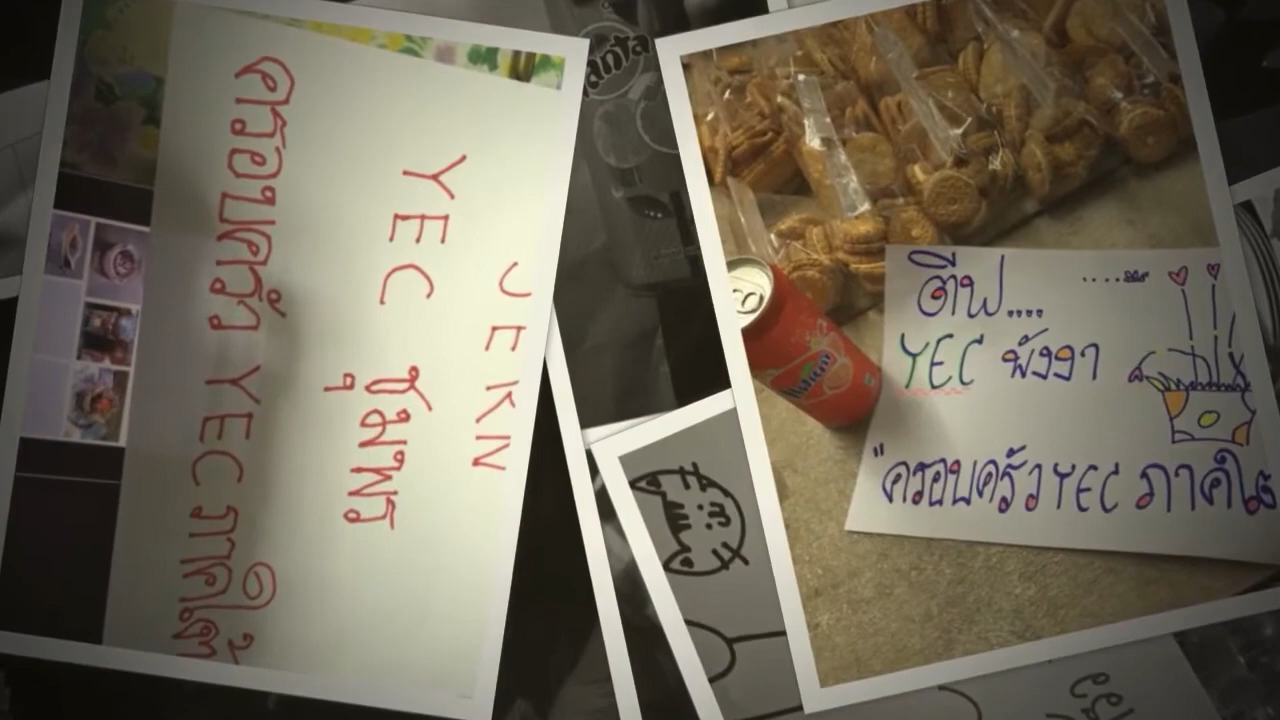 JEKN
YEC ชุมพร
ครอบครัว YEC ภาคใต้
anta
ตีฟ....
YEC พังงา
"ครอบครัว YEC ภาคใต้